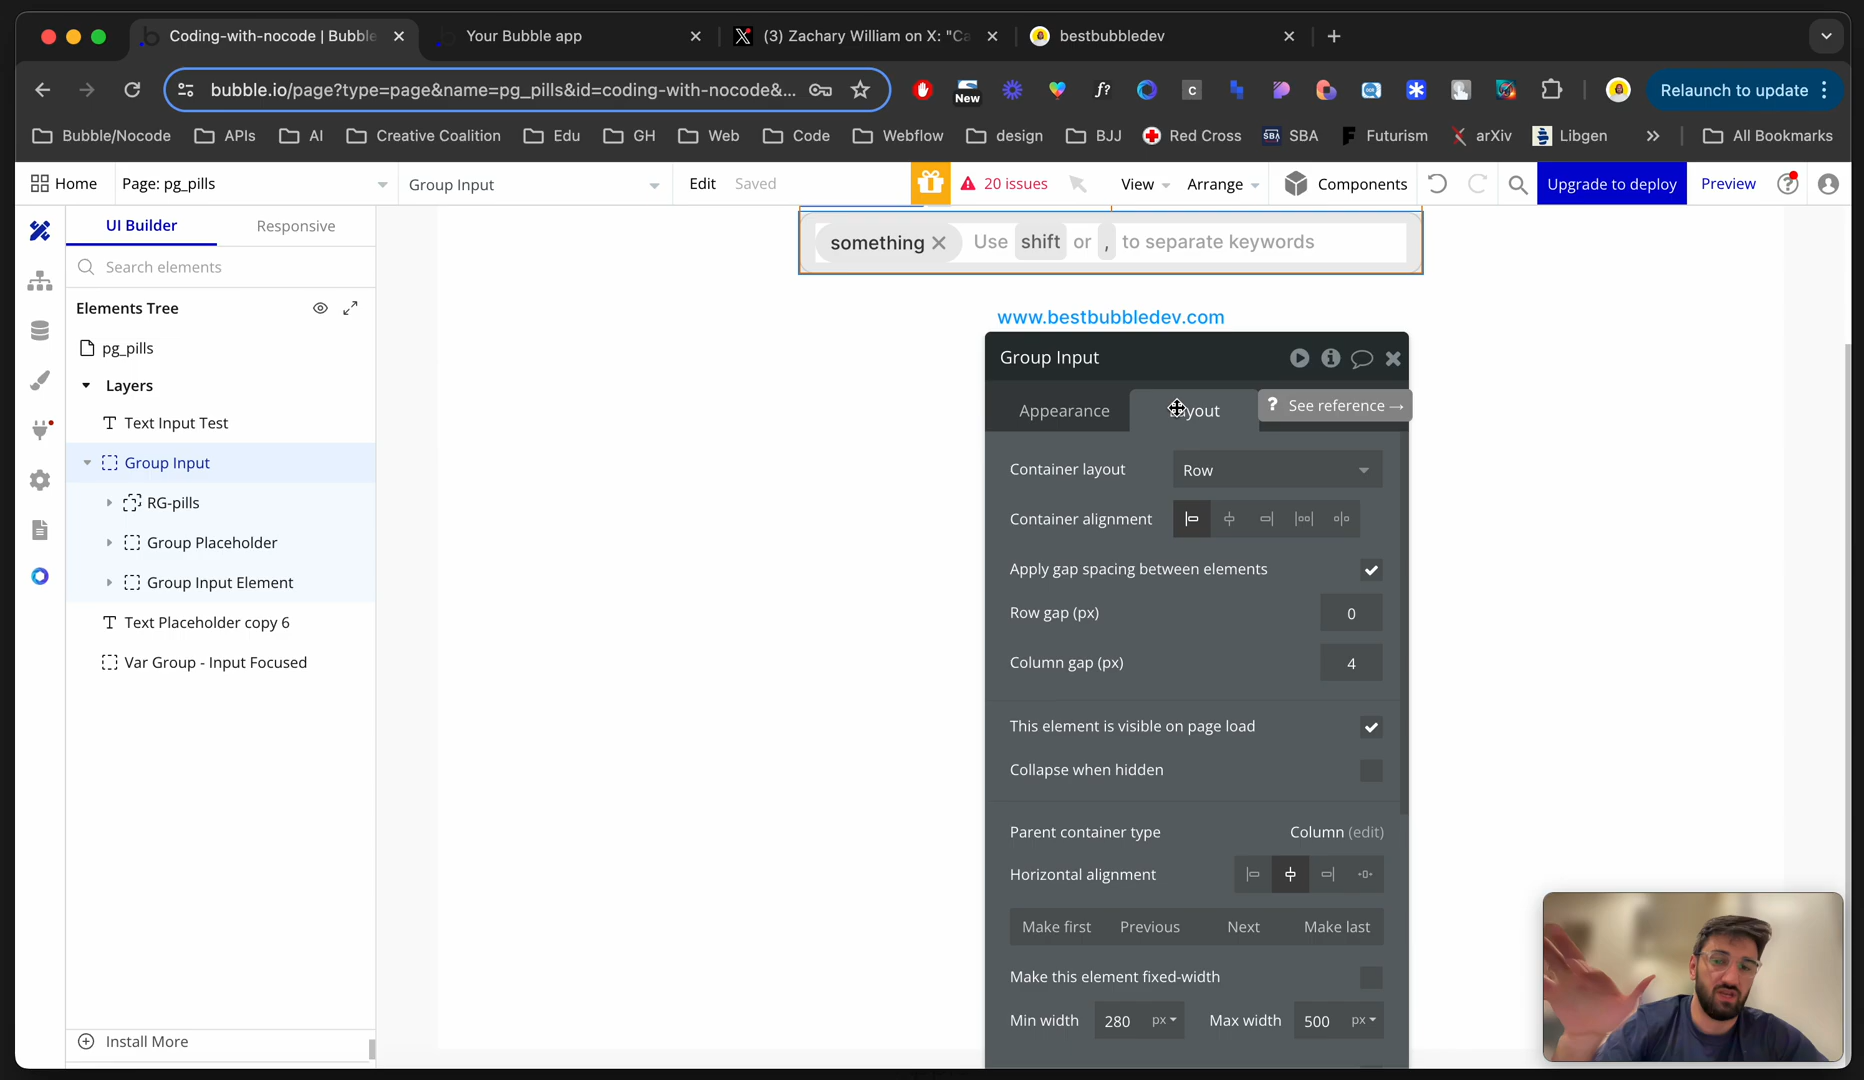 Coding-with-nocode | Bubble
Your Bubble app
(3) Zachary William on X: "Ca
bestbubbledev
bubble.io/page?type=page&name=pg_pills&id=coding-with-nocode&...
New
Relaunch to update
Bubble/Nocode
APIs
AI
Creative Coalition
Edu
GH
Web
Code
Webflow
design
BJJ
Red Cross
SBA
SBA
Futurism
arXiv
Libgen
All Bookmarks
Home
Page: pg_pills
Group Input
Edit
Saved
20 issues
View
Arrange
Components
Upgrade to deploy
Preview
UI Builder
Responsive
Search elements
Elements Tree
pg_pills
Layers
Text Input Test
Group Input
RG-pills
Group Placeholder
Group Input Element
Text Placeholder copy 6
Var Group - Input Focused
Install More
something Use shift or , to separate keywords
www.bestbubbledev.com
Group Input
Appearance
See reference →
Container layout Row
Container alignment
Apply gap spacing between elements
Row gap (px) 0
Column gap (px) 4
This element is visible on page load
Collapse when hidden
Parent container type Column (edit)
Horizontal alignment
Make first Previous Next Make last
Make this element fixed-width
Min width 280 px Max width 500 px